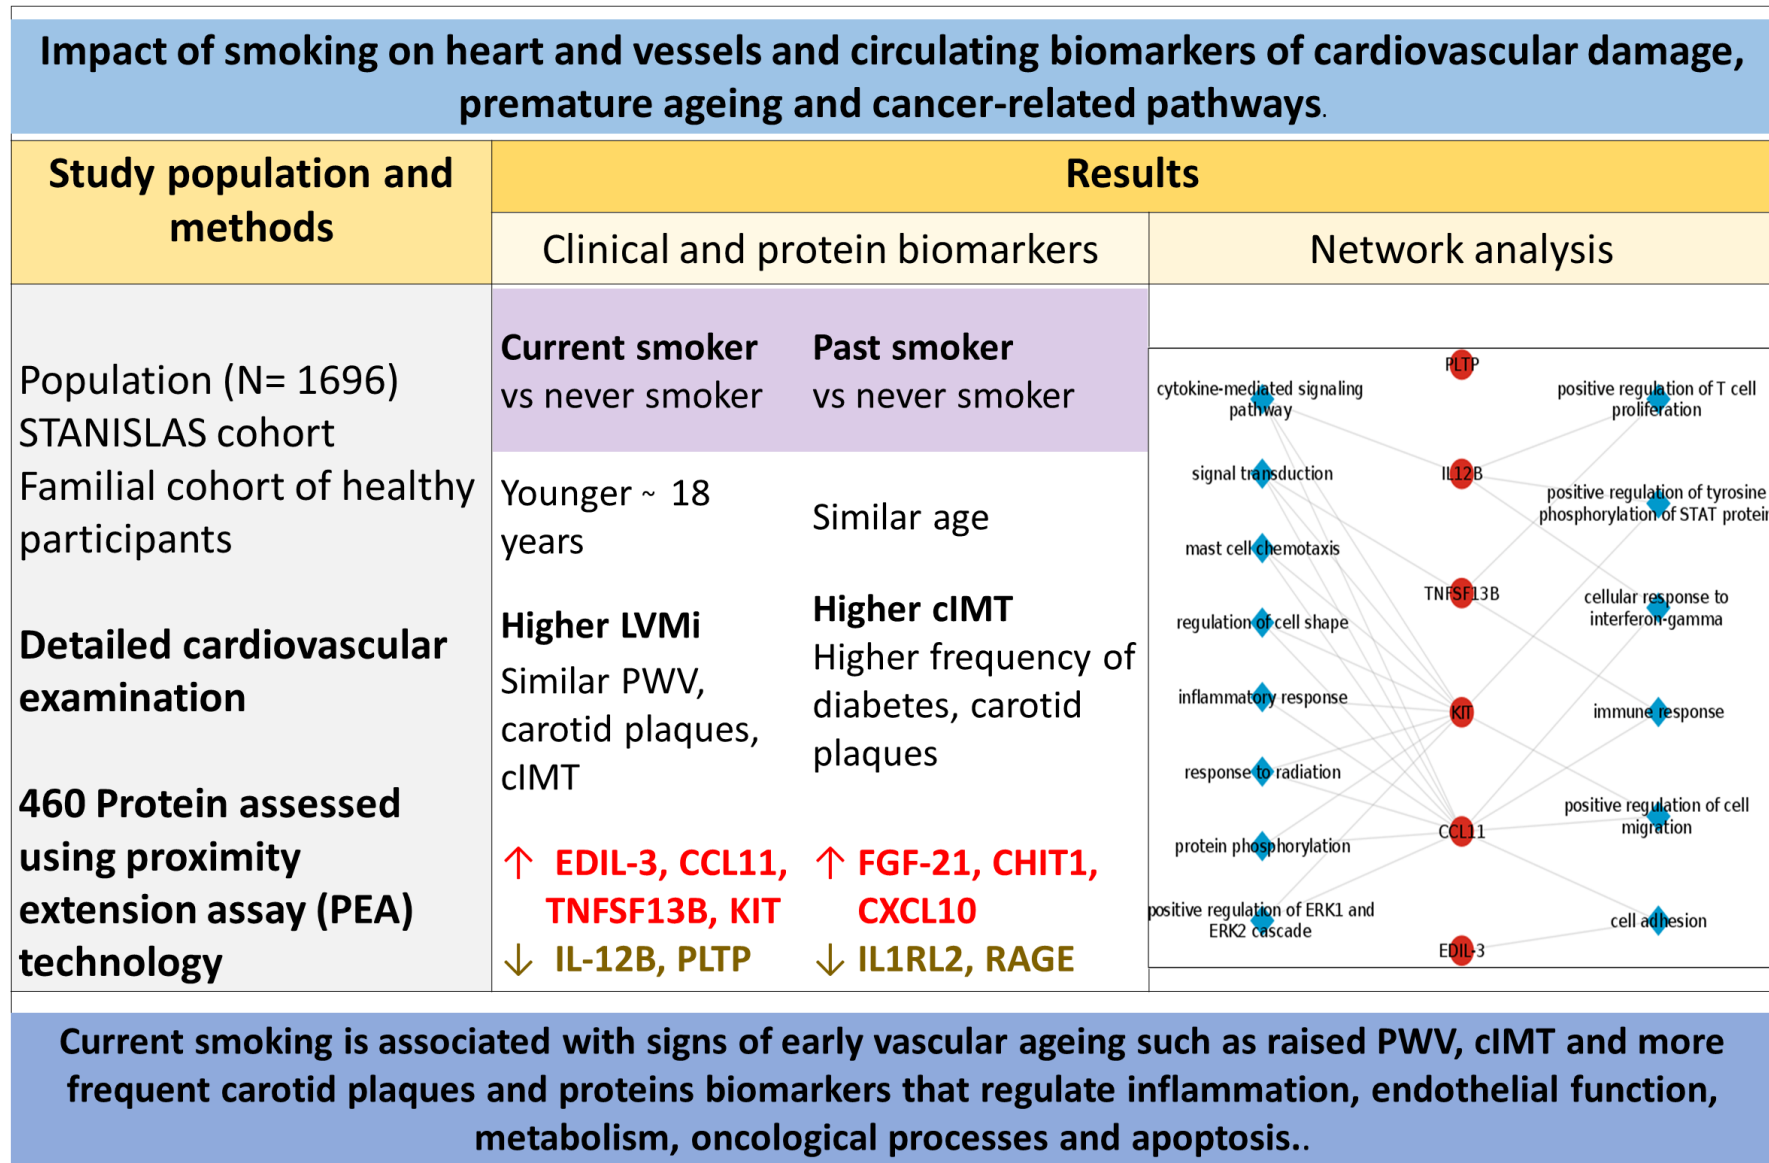 Impact of smoking on heart and vessels and circulating biomarkers of cardiovascular damage,
premature ageing and cancer-related pathways.
Study population and
methods
Results
Clinical and protein biomarkers
Network analysis
Population (N= 1696)
STANISLAS cohort
Familial cohort of healthy
participants
Detailed cardiovascular
examination
460 Protein assessed
using proximity
extension assay (PEA)
technology
Current smoker
vs never smoker
Younger ~ 18
years
Higher LVMi
Similar PWV,
carotid plaques,
cIMT
↑ EDIL-3, CCL11,
TNFSF13B, KIT
↓ IL-12B, PLTP
Past smoker
vs never smoker
Similar age
Higher cIMT
Higher frequency of
diabetes, carotid
plaques
↑ FGF-21, CHIT1,
CXCL10
↓ IL1RL2, RAGE
cytokine-mediated signaling
pathway
signal transduction
mast cell chemotaxis
regulation of cell shape
inflammatory response
response to radiation
protein phosphorylation
positive regulation of ERK1 and
ERK2 cascade
PLTP
IL12B
TNFSF13B
KIT
CCL11
EDIL-3
positive regulation of T cell
proliferation
positive regulation of tyrosine
phosphorylation of STAT protein
cellular response to
interferon-gamma
immune response
positive regulation of cell
migration
cell adhesion
Current smoking is associated with signs of early vascular ageing such as raised PWV, cIMT and more
frequent carotid plaques and proteins biomarkers that regulate inflammation, endothelial function,
metabolism, oncological processes and apoptosis..